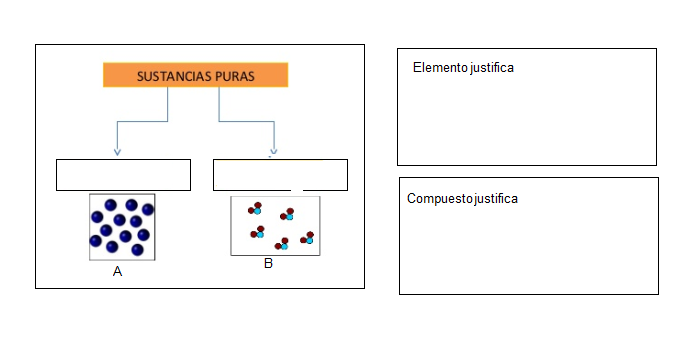 SUSTANCIAS PURAS
A
B
Elemento justifica
Compuesto justifica